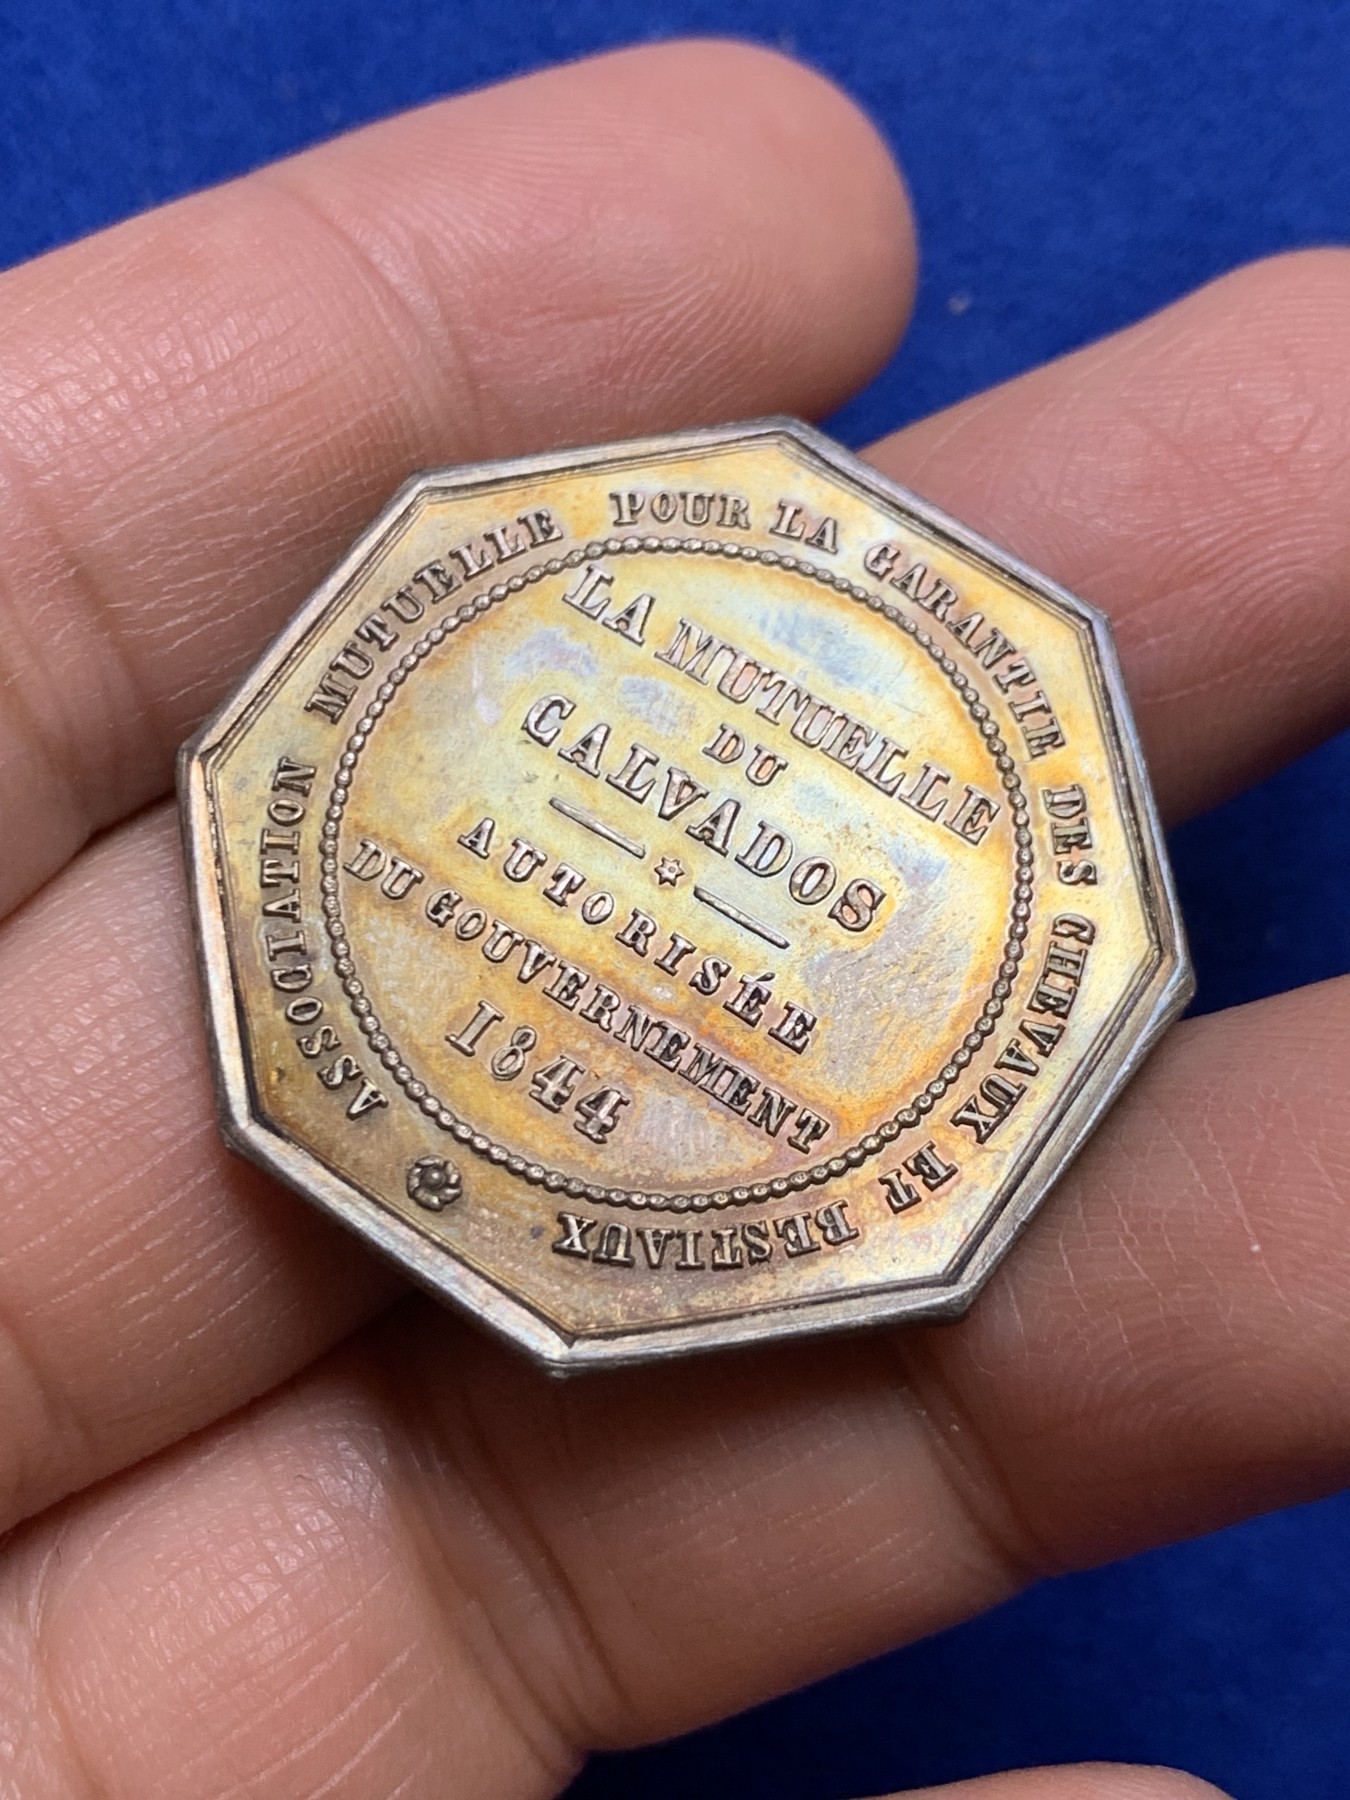 ASSOCIATION MUTUELLE POUR LA GARANTIE DES CHEVAUX ET BESTIAUX
LA MUTUELLE
DU
CALVADOS
AUTORISÉE
DU GOUVERNEMENT
1844